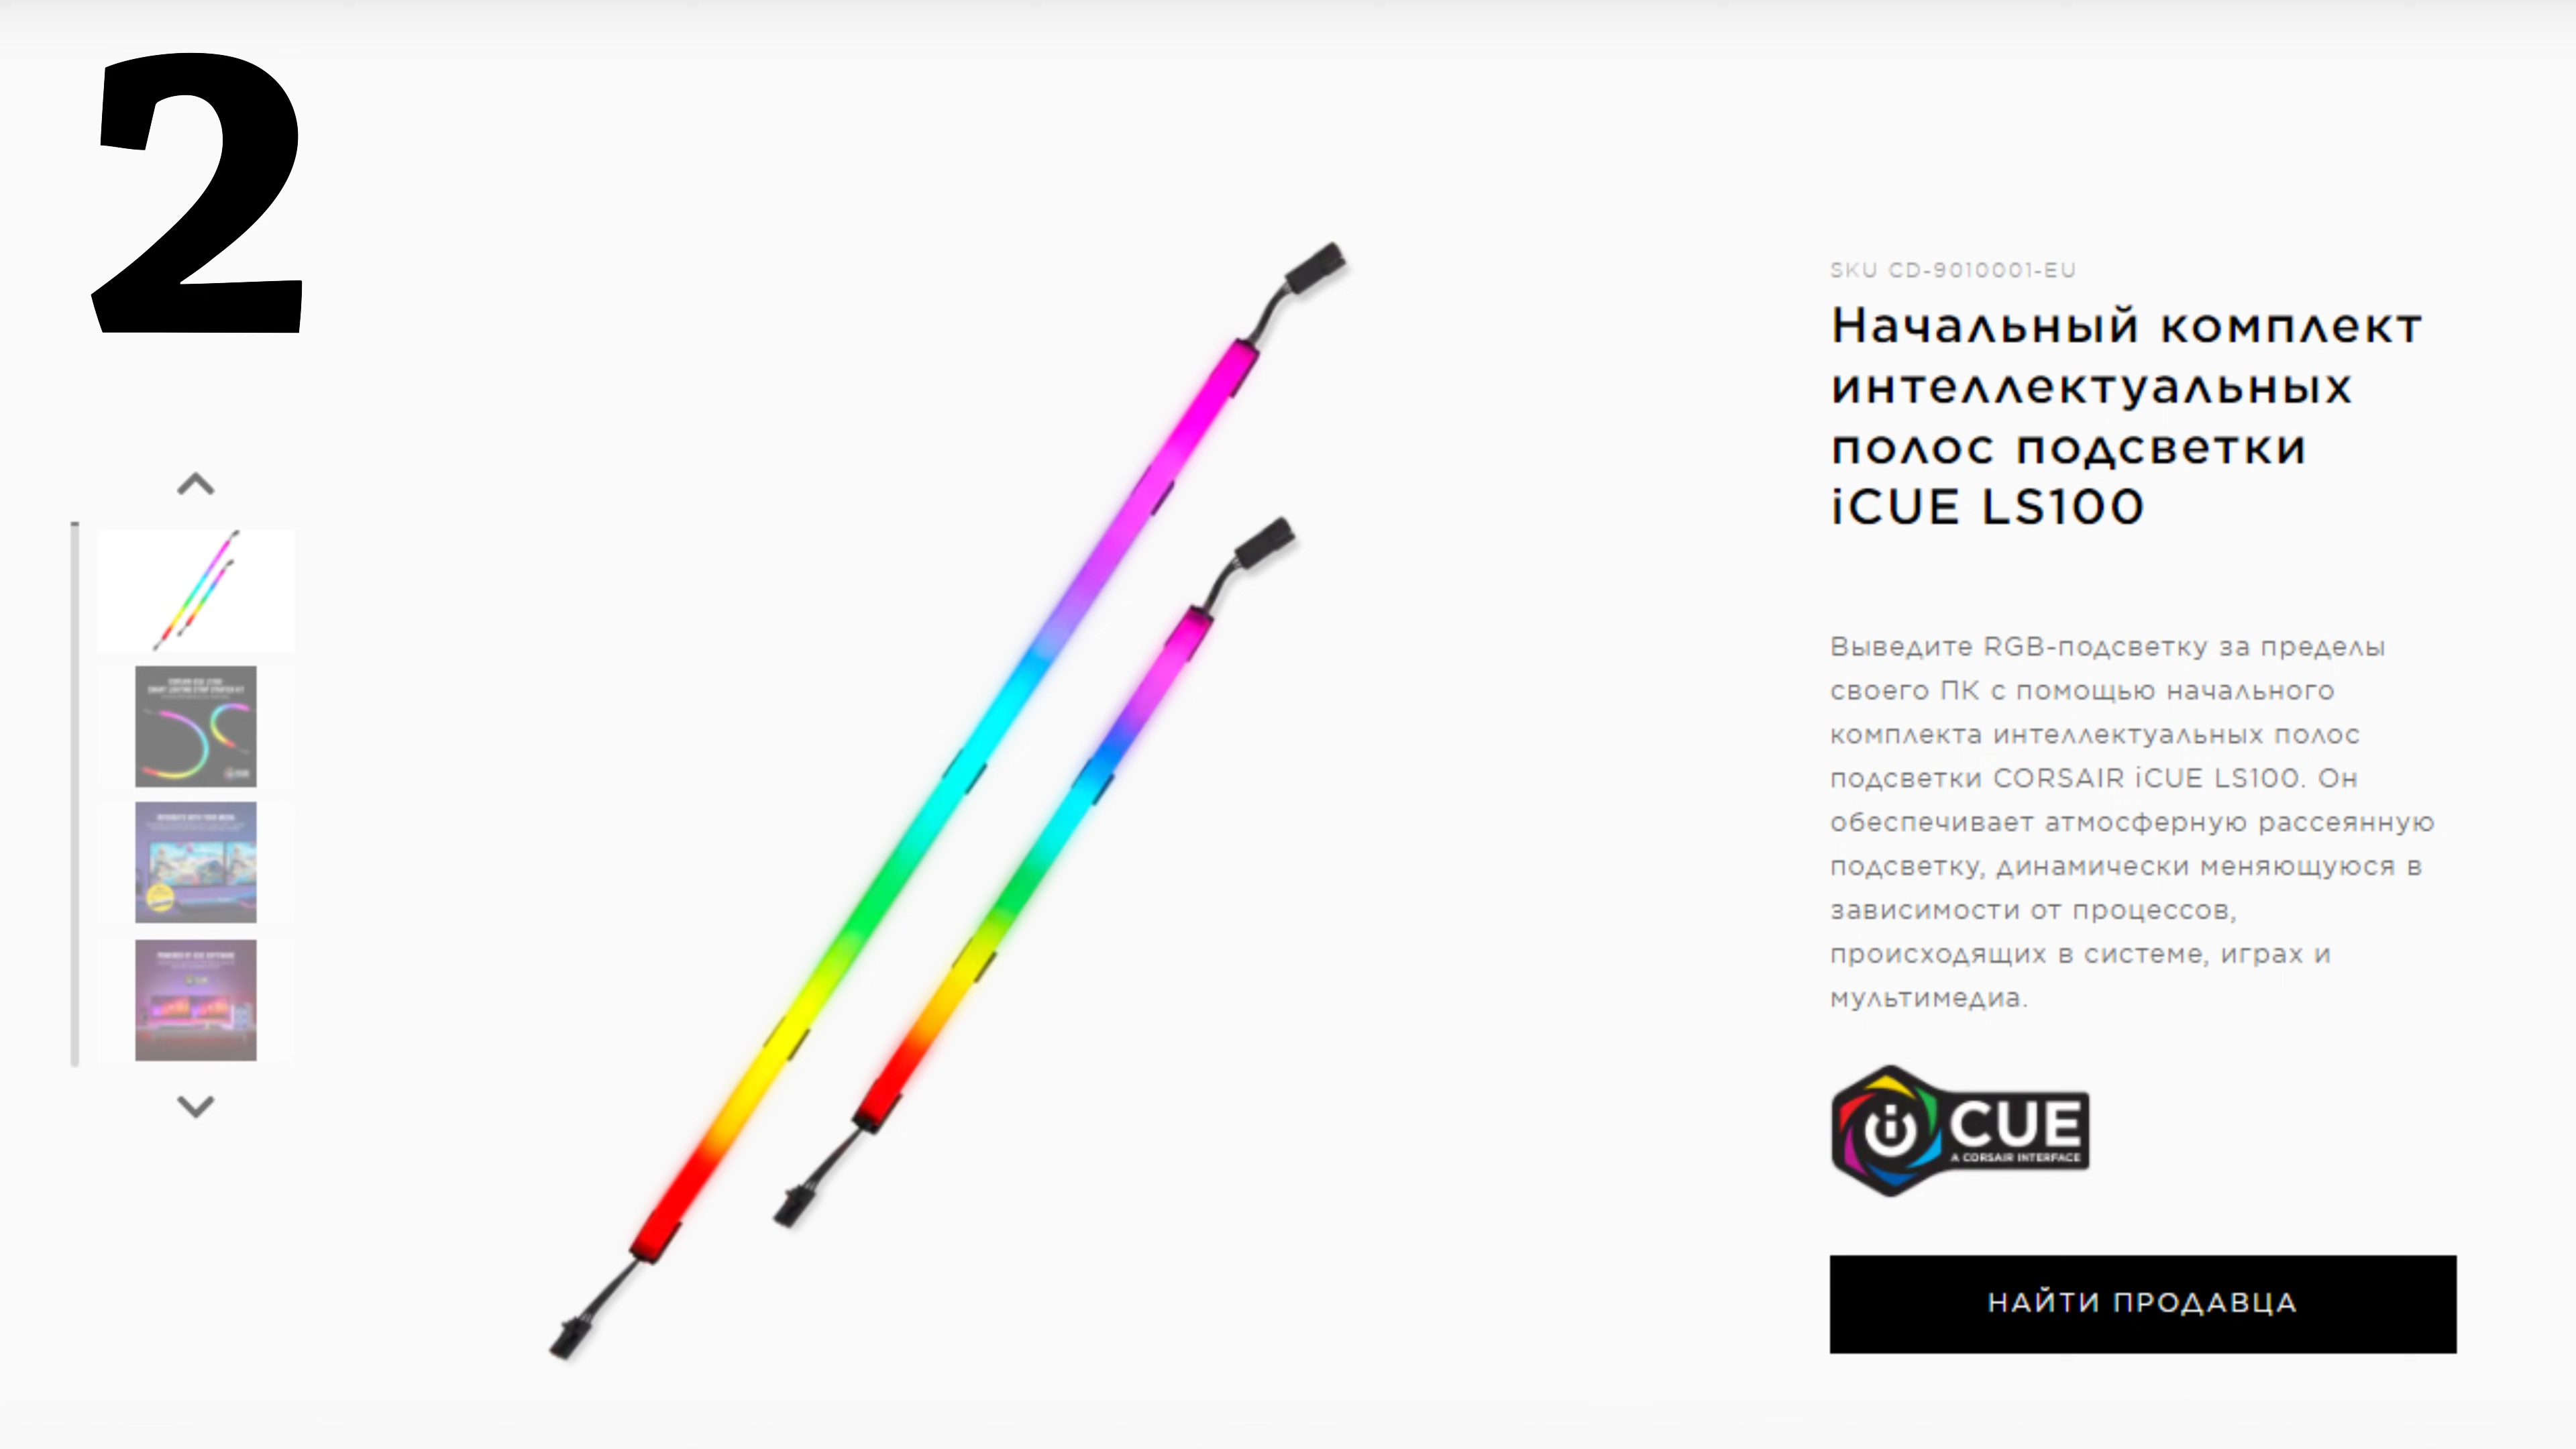 2
SKU CD-9010001-EU
Начальный комплект
интеллектуальных
полос подсветки
iCUE LS100
Выведите RGB-подсветку за пределы
своего ПК с помощью начального
комплекта интеллектуальных полос
подсветки CORSAIR iCUE LS100. Он
обеспечивает атмосферную рассеянную
подсветку, динамически меняющуюся в
зависимости от процессов,
происходящих в системе, играх и
мультимедиа.
i CUE
A CORSAIR INTERFACE
НАЙТИ ПРОДАВЦА